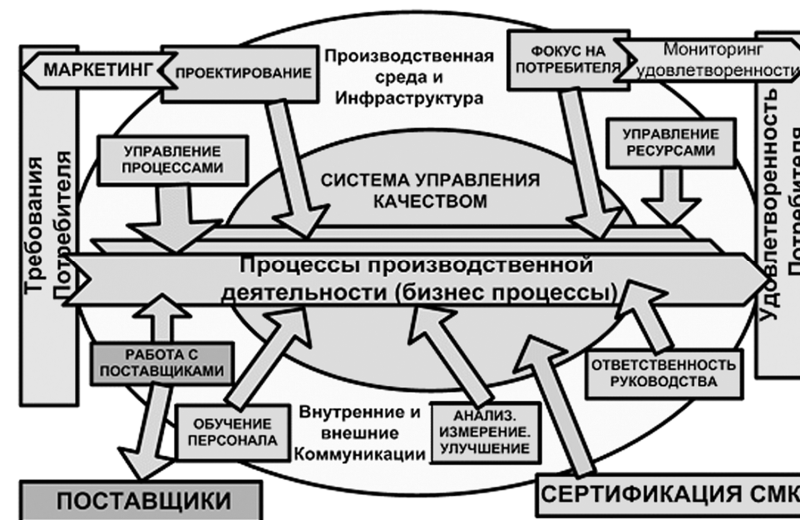 МАРКЕТИНГ
ПРОЕКТИРОВАНИЕ
Производственная
среда и
Инфраструктура
ФОКУС НА
ПОТРЕБИТЕЛЯ
Мониторинг
удовлетворенности
УПРАВЛЕНИЕ
ПРОЦЕССАМИ
УПРАВЛЕНИЕ
РЕСУРСАМИ
СИСТЕМА УПРАВЛЕНИЯ
КАЧЕСТВОМ
Требования
Потребителя
Удовлетворенность
Потребителя
Процессы производственной
деятельности (бизнес процессы)
РАБОТА С
ПОСТАВЩИКАМИ
ОТВЕТСТВЕННОСТЬ
РУКОВОДСТВА
ОБУЧЕНИЕ
ПЕРСОНАЛА
Внутренние и
внешние
Коммуникации
АНАЛИЗ.
ИЗМЕРЕНИЕ.
УЛУЧШЕНИЕ
ПОСТАВЩИКИ
СЕРТИФИКАЦИЯ СМК